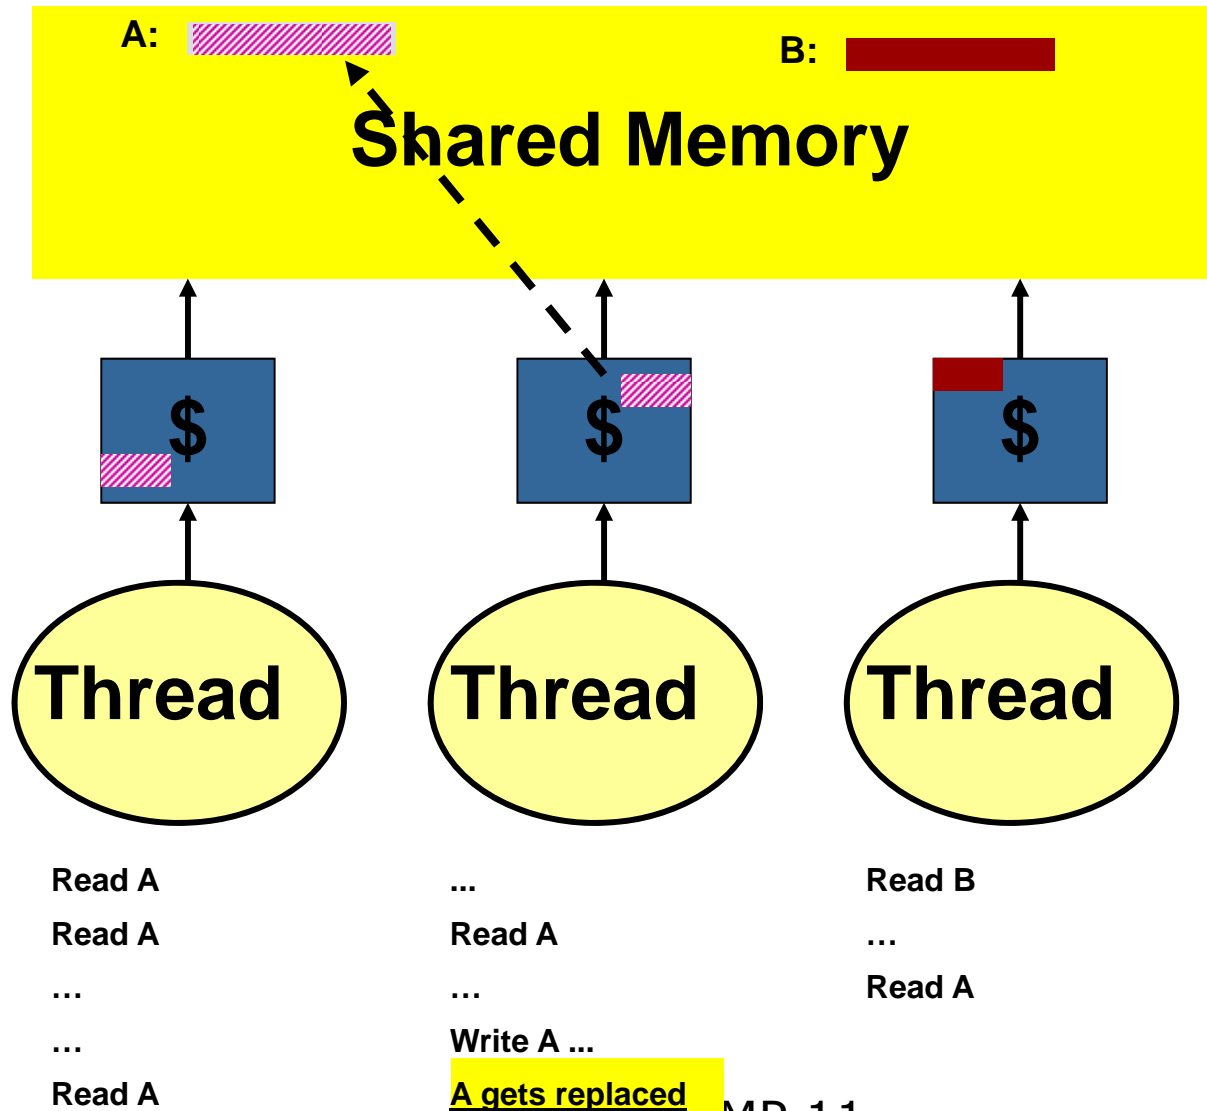 A:
B:
Shared Memory
$ $ $
Thread Thread Thread
Read A ... Read B
Read A Read A …
… … Read A
… Write A ...
Read A A gets replaced